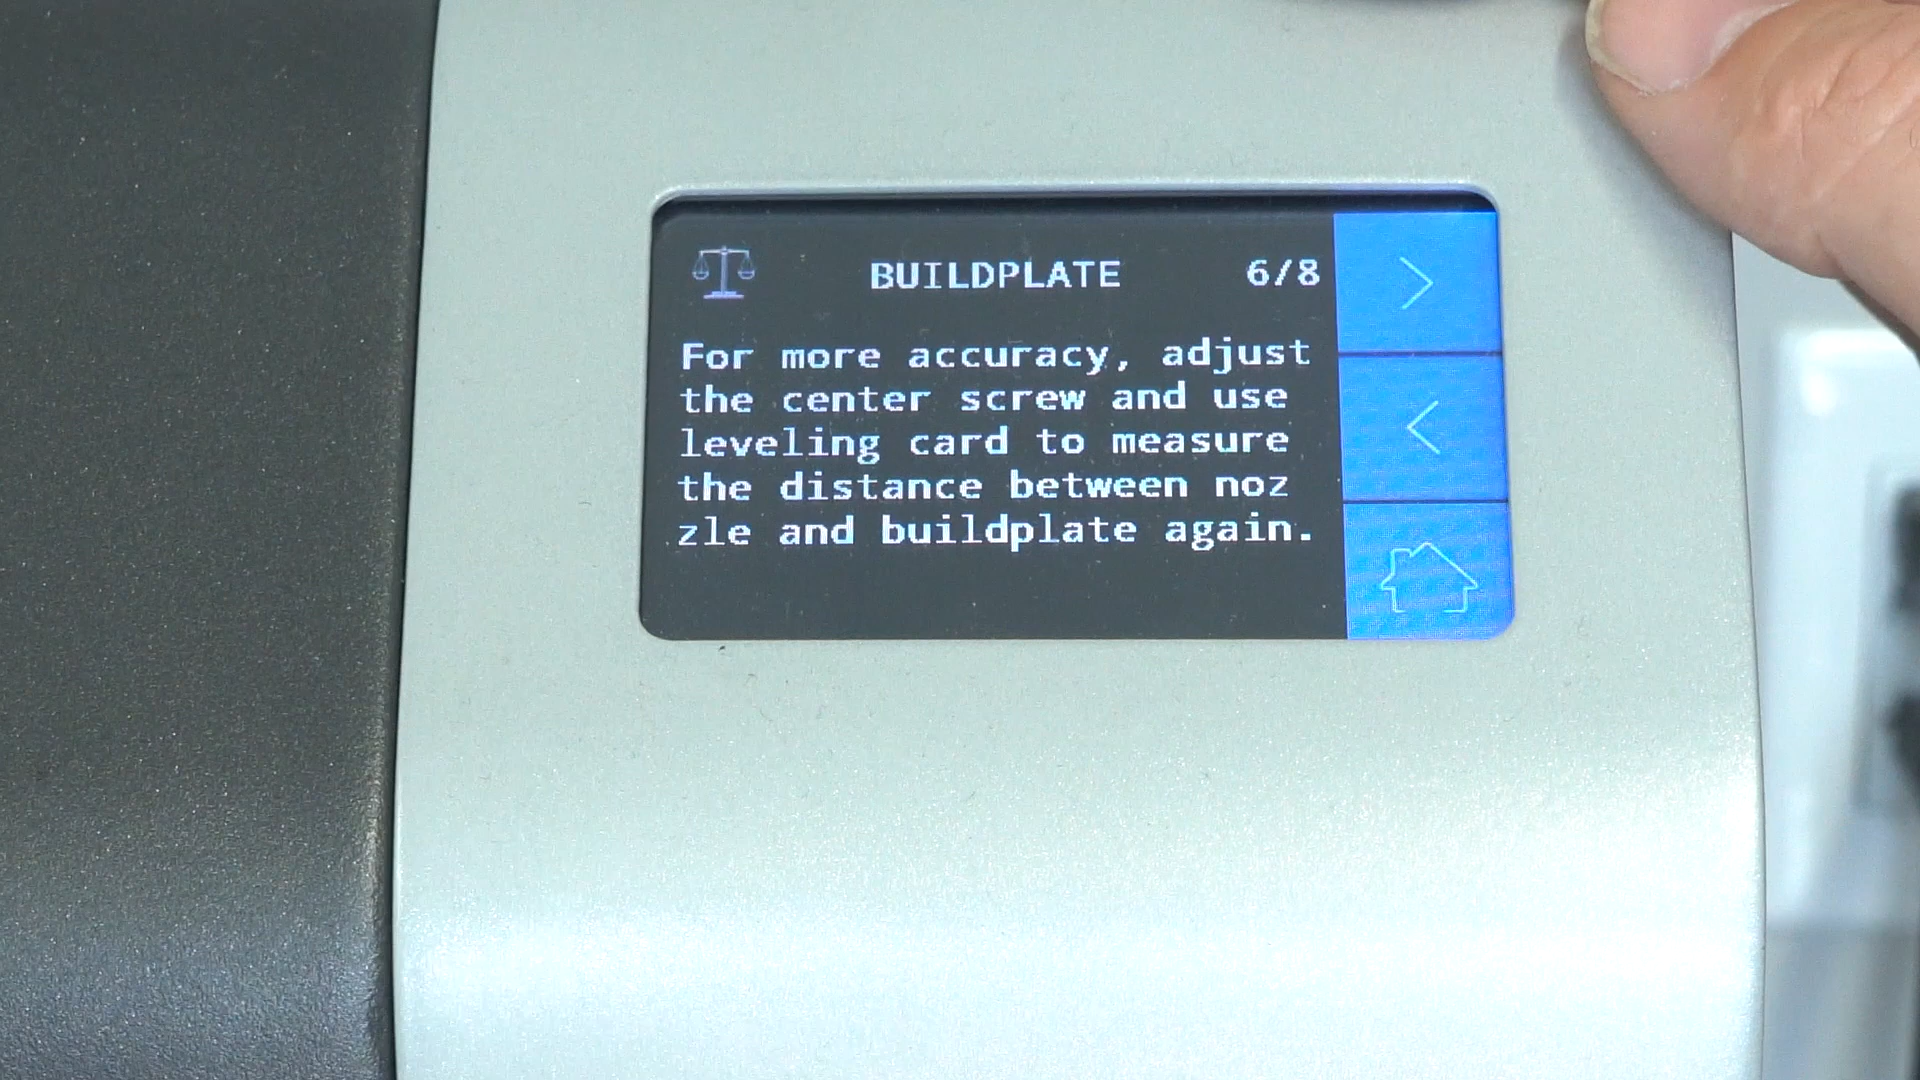 BUILDPLATE 6/8
For more accuracy, adjust
the center screw and use
leveling card to measure
the distance between noz
zle and buildplate again.